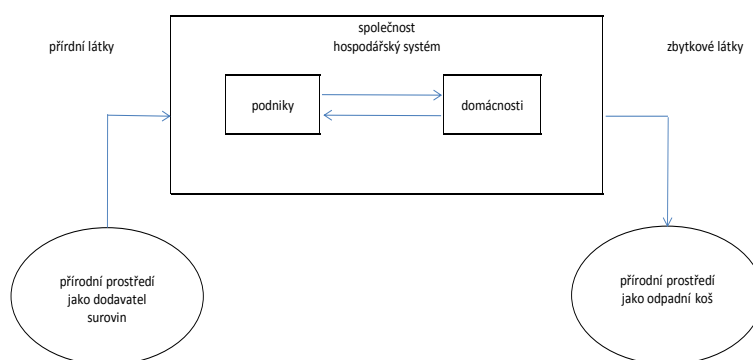 společnost
přírdní látky
hospodářský systém
zbytkové látky
podniky
domácnosti
přírodní prostředí
jako dodavatel
surovin
přírodní prostředí
jako odpadní koš